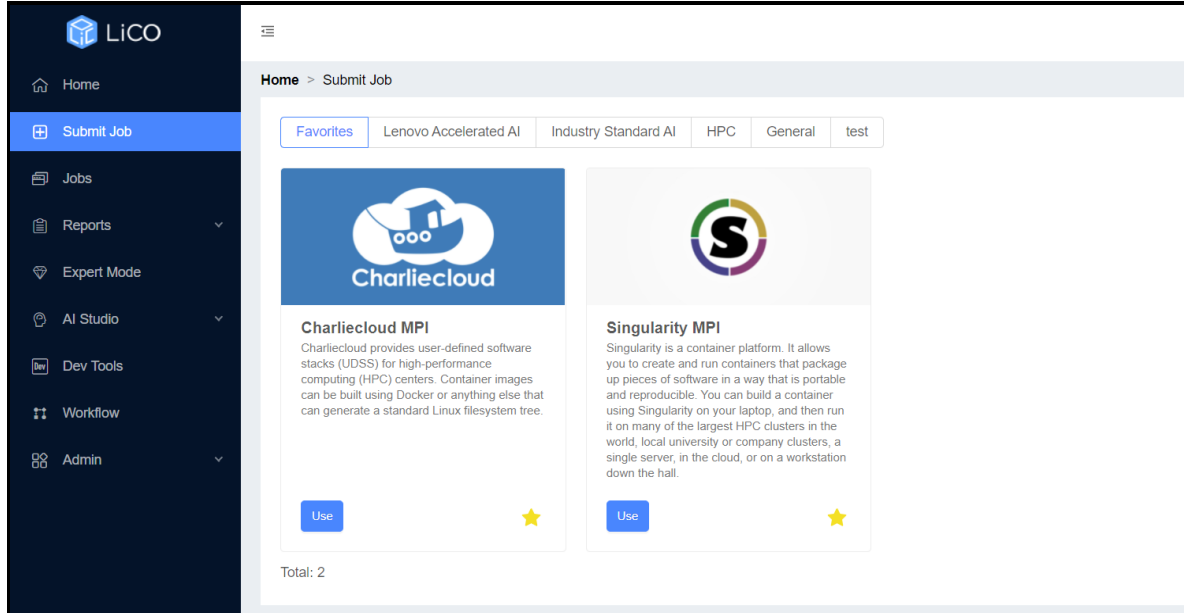 LiCO
Home
Submit Job
Jobs
Reports
Expert Mode
AI Studio
Dev
Dev Tools
Workflow
Admin
Home > Submit Job
Favorites
Lenovo Accelerated AI
Industry Standard AI
HPC
General
test
Charliecloud
Charliecloud MPI
Charliecloud provides user-defined software
stacks (UDSS) for high-performance
computing (HPC) centers. Container images
can be built using Docker or anything else that
can generate a standard Linux filesystem tree.
Use
S
Singularity MPI
Singularity is a container platform. It allows
you to create and run containers that package
up pieces of software in a way that is portable
and reproducible. You can build a container
using Singularity on your laptop, and then run
it on many of the largest HPC clusters in the
world, local university or company clusters, a
single server, in the cloud, or on a workstation
down the hall.
Use
Total: 2